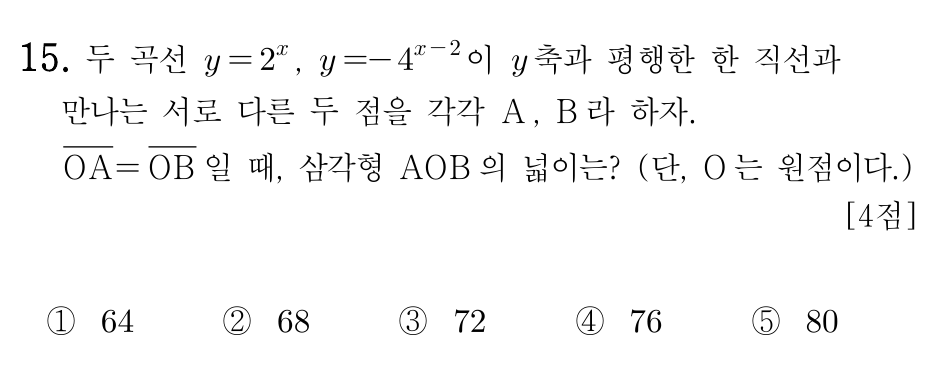 15. 두 곡선 $y=2^x$, $y=-4^{x-2}$이 $y$축과 평행한 한 직선과
만나는 서로 다른 두 점을 각각 A, B라 하자.
$\overline{OA}=\overline{OB}$일 때, 삼각형 AOB의 넓이는? (단, O는 원점이다.)
[4점]
① 64 ② 68 ③ 72 ④ 76 ⑤ 80